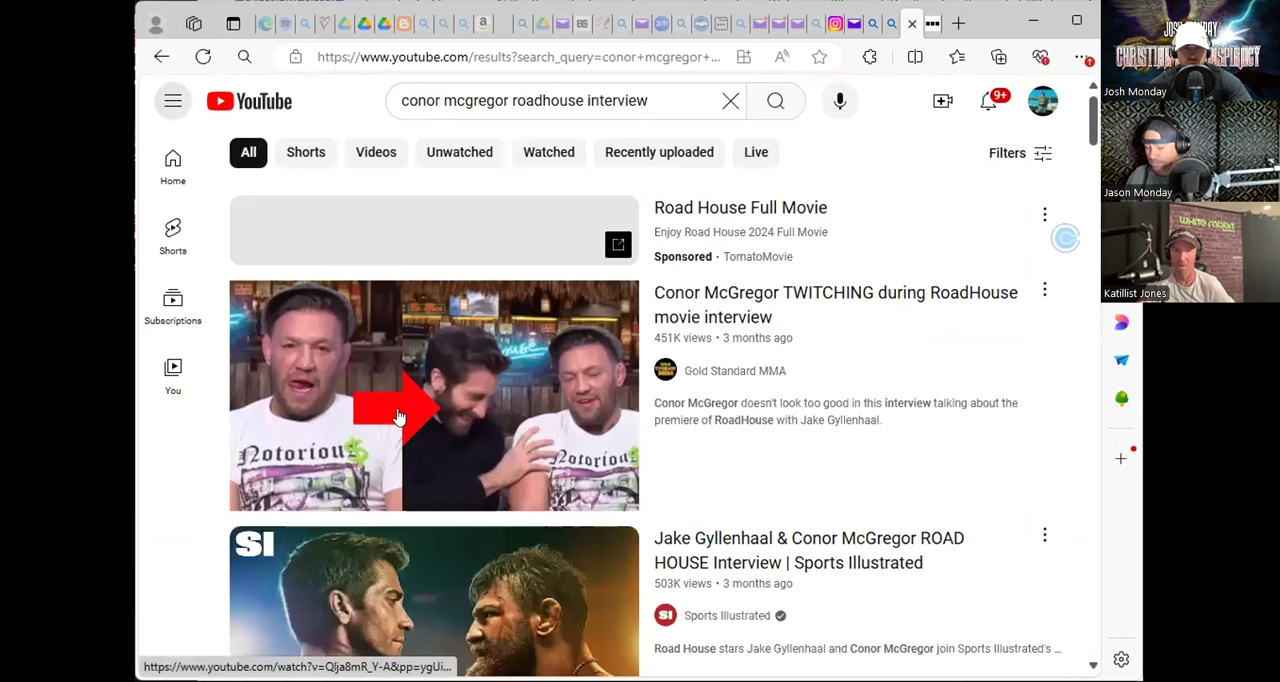 https://www.youtube.com/results?search_query=conor+mcgregor+...
YouTube
conor mcgregor roadhouse interview
9+
All
Shorts
Videos
Unwatched
Watched
Recently uploaded
Live
Filters
Home
Shorts
Subscriptions
You
Road House Full Movie
Enjoy Road House 2024 Full Movie
Sponsored · TomatoMovie
Notorious
Notorious
Conor McGregor TWITCHING during RoadHouse
movie interview
451K views • 3 months ago
Gold Standard MMA
Conor McGregor doesn't look too good in this interview talking about the
premiere of RoadHouse with Jake Gyllenhaal.
SI
Jake Gyllenhaal & Conor McGregor ROAD
HOUSE Interview | Sports Illustrated
503K views • 3 months ago
SI
Sports Illustrated
Road House stars Jake Gyllenhaal and Conor McGregor join Sports Illustrated's ...
https://www.youtube.com/watch?v=Qlja8mR_Y-A&pp=ygUi...
JOSH MONDAY
Josh Monday
Jason Monday
WHITE RABBIT
Katillist Jones